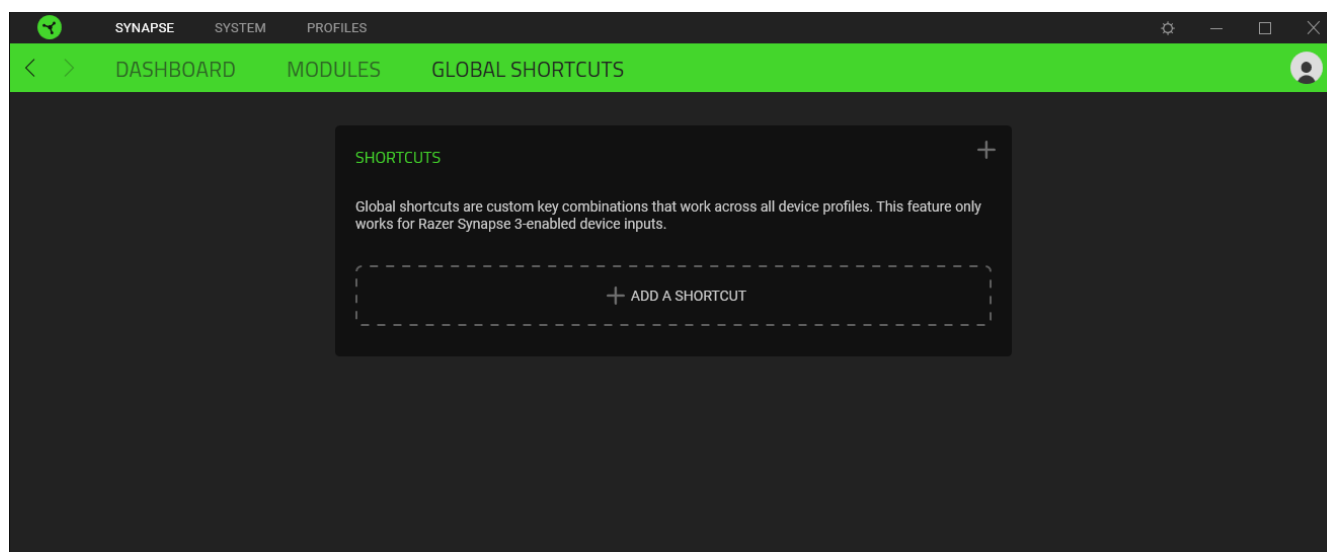 SYNAPSE SYSTEM PROFILES
DASHBOARD MODULES GLOBAL SHORTCUTS
SHORTCUTS
Global shortcuts are custom key combinations that work across all device profiles. This feature only
works for Razer Synapse 3-enabled device inputs.
ADD A SHORTCUT